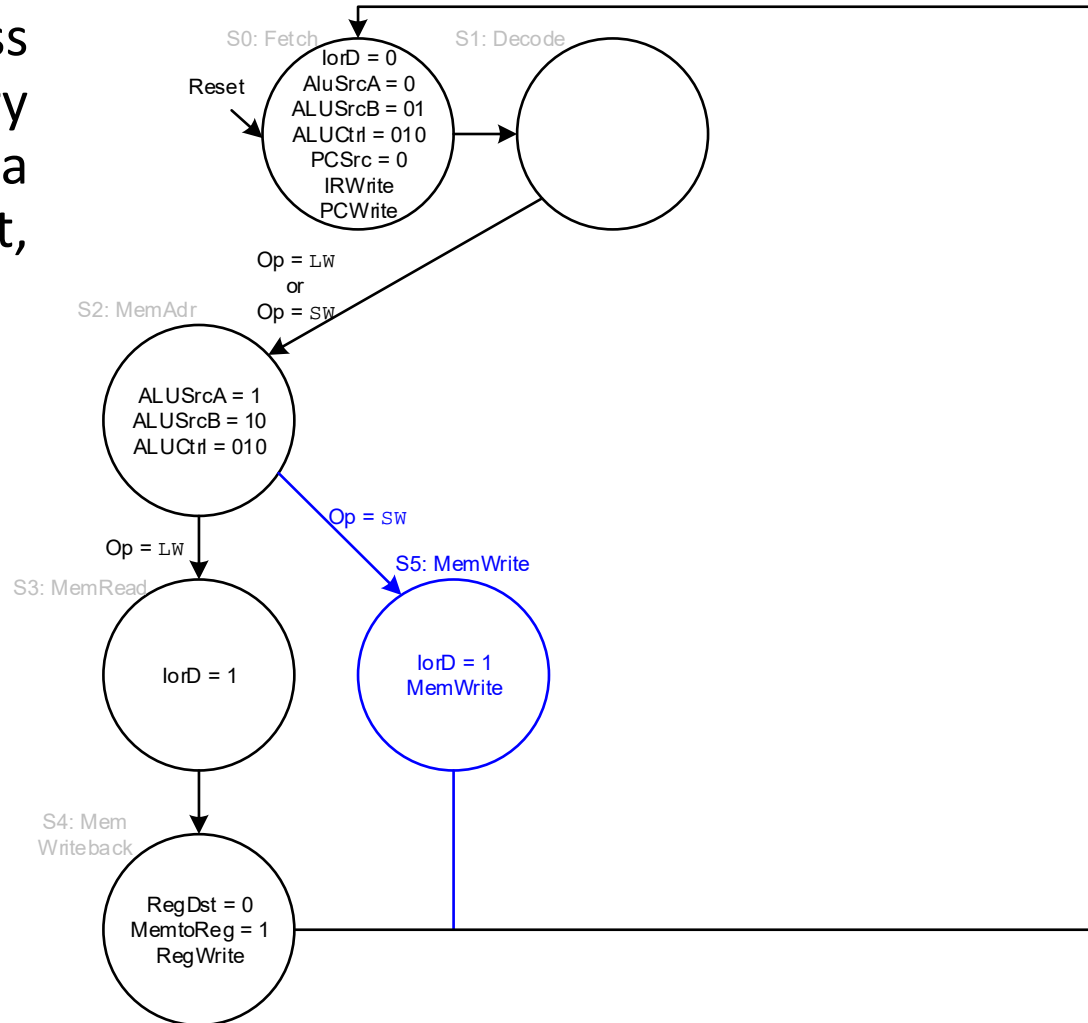 ss
ry
a
t,
S0: Fetch
S1: Decode
Reset
IorD = 0
AluSrcA = 0
ALUSrcB = 01
ALUCtrl = 010
PCSrc = 0
IRWrite
PCWrite
Op = LW
or
Op = SW
S2: MemAdr
ALUSrcA = 1
ALUSrcB = 10
ALUCtrl = 010
Op = SW
Op = LW
S5: MemWrite
S3: MemRead
IorD = 1
IorD = 1
MemWrite
S4: Mem
Writeback
RegDst = 0
MemtoReg = 1
RegWrite